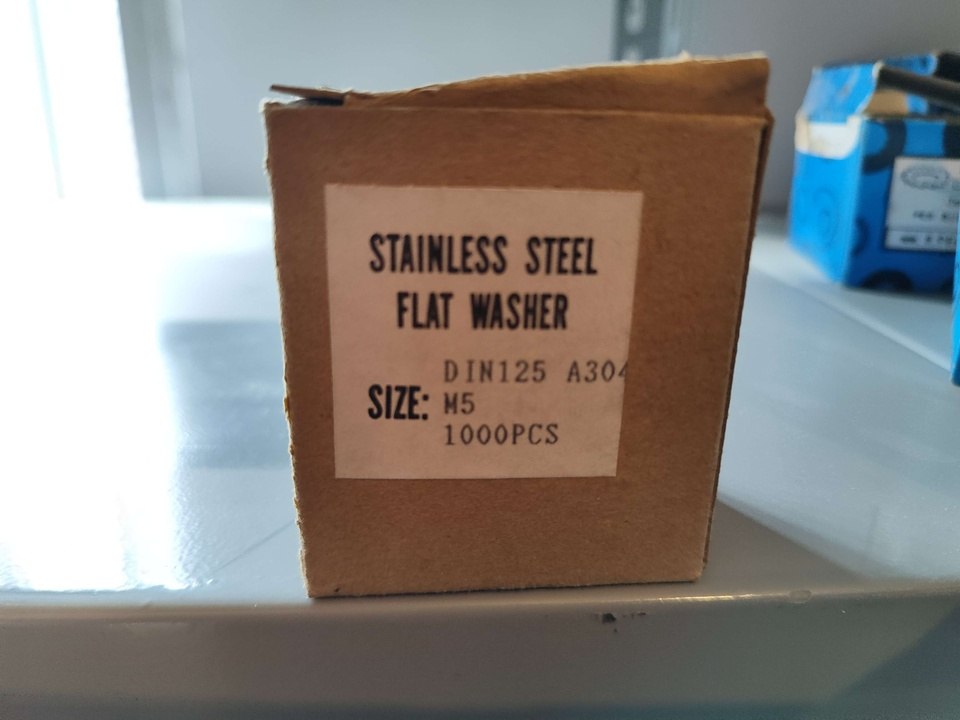 STAINLESS STEEL
FLAT WASHER
DIN125 A304
SIZE: M5
1000PCS